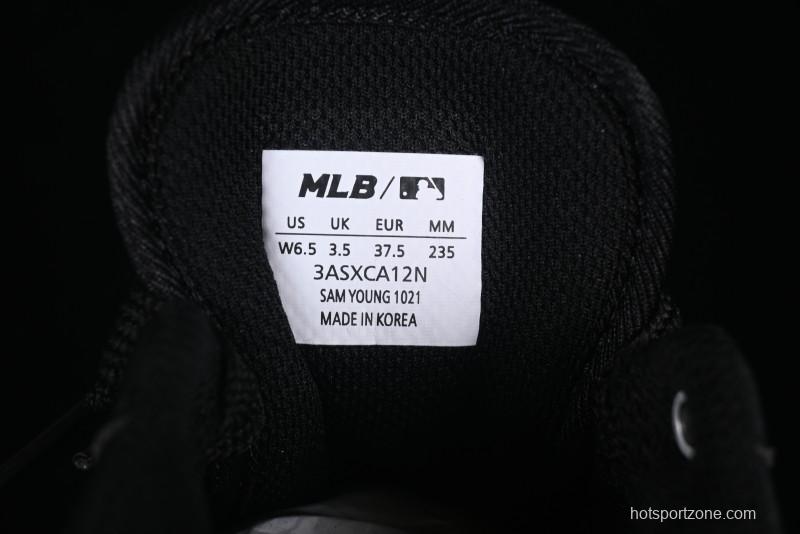 MLB /
US UK EUR MM
W6.5 3.5 37.5 235
3ASXCA12N
SAM YOUNG 1021
MADE IN KOREA
hotsportzone.com